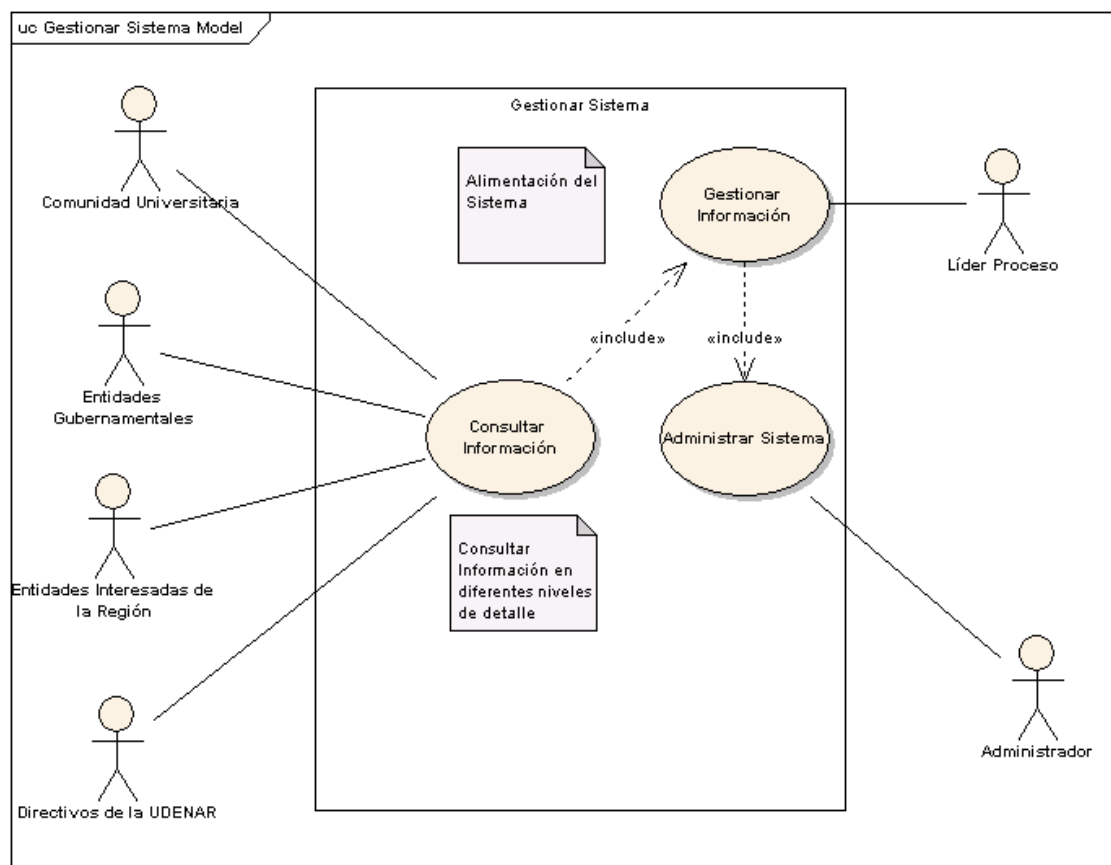 uc Gestionar Sistema Model
Gestionar Sistema
Comunidad Universitaria
Alimentación del
Sistema
Gestionar
Información
Líder Proceso
«include»
«include»
Entidades
Gubernamentales
Consultar
Información
Administrar Sistema
Entidades Interesadas de
la Región
Consultar
Información en
diferentes niveles
de detalle
Administrador
Directivos de la UDENAR